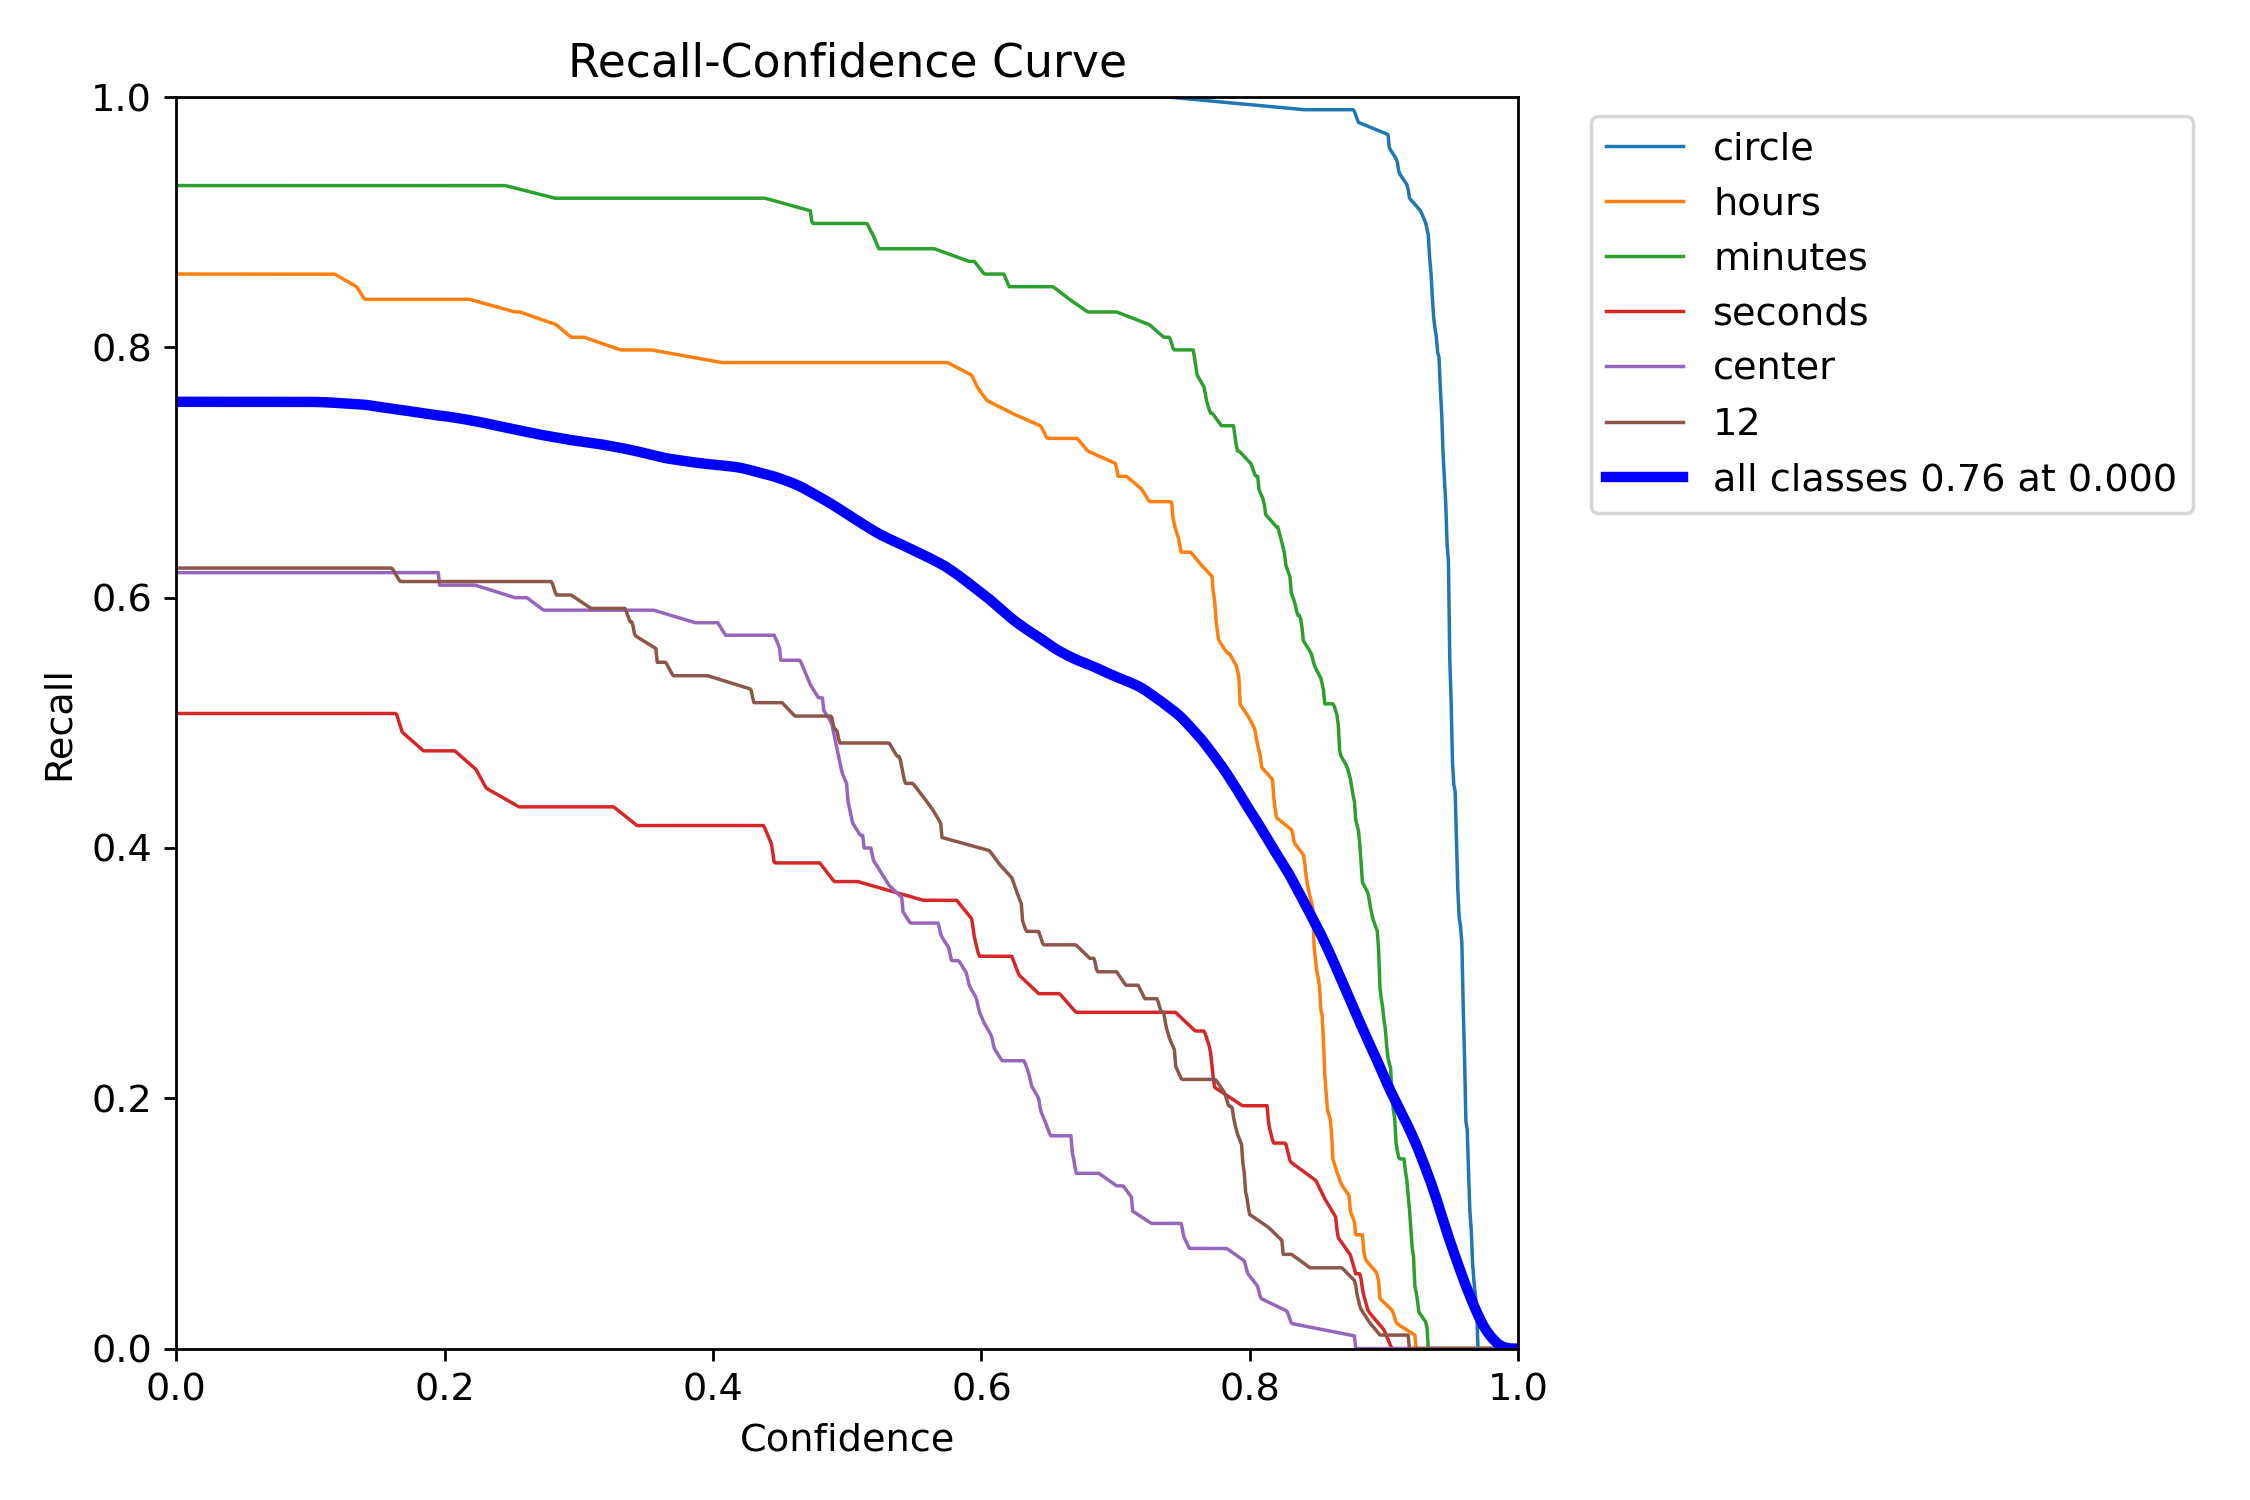 Recall-Confidence Curve
1.0
0.8
0.6
0.4
0.2
0.0
Recall
0.0 0.2 0.4 0.6 0.8 1.0
Confidence
circle
hours
minutes
seconds
center
12
all classes 0.76 at 0.000